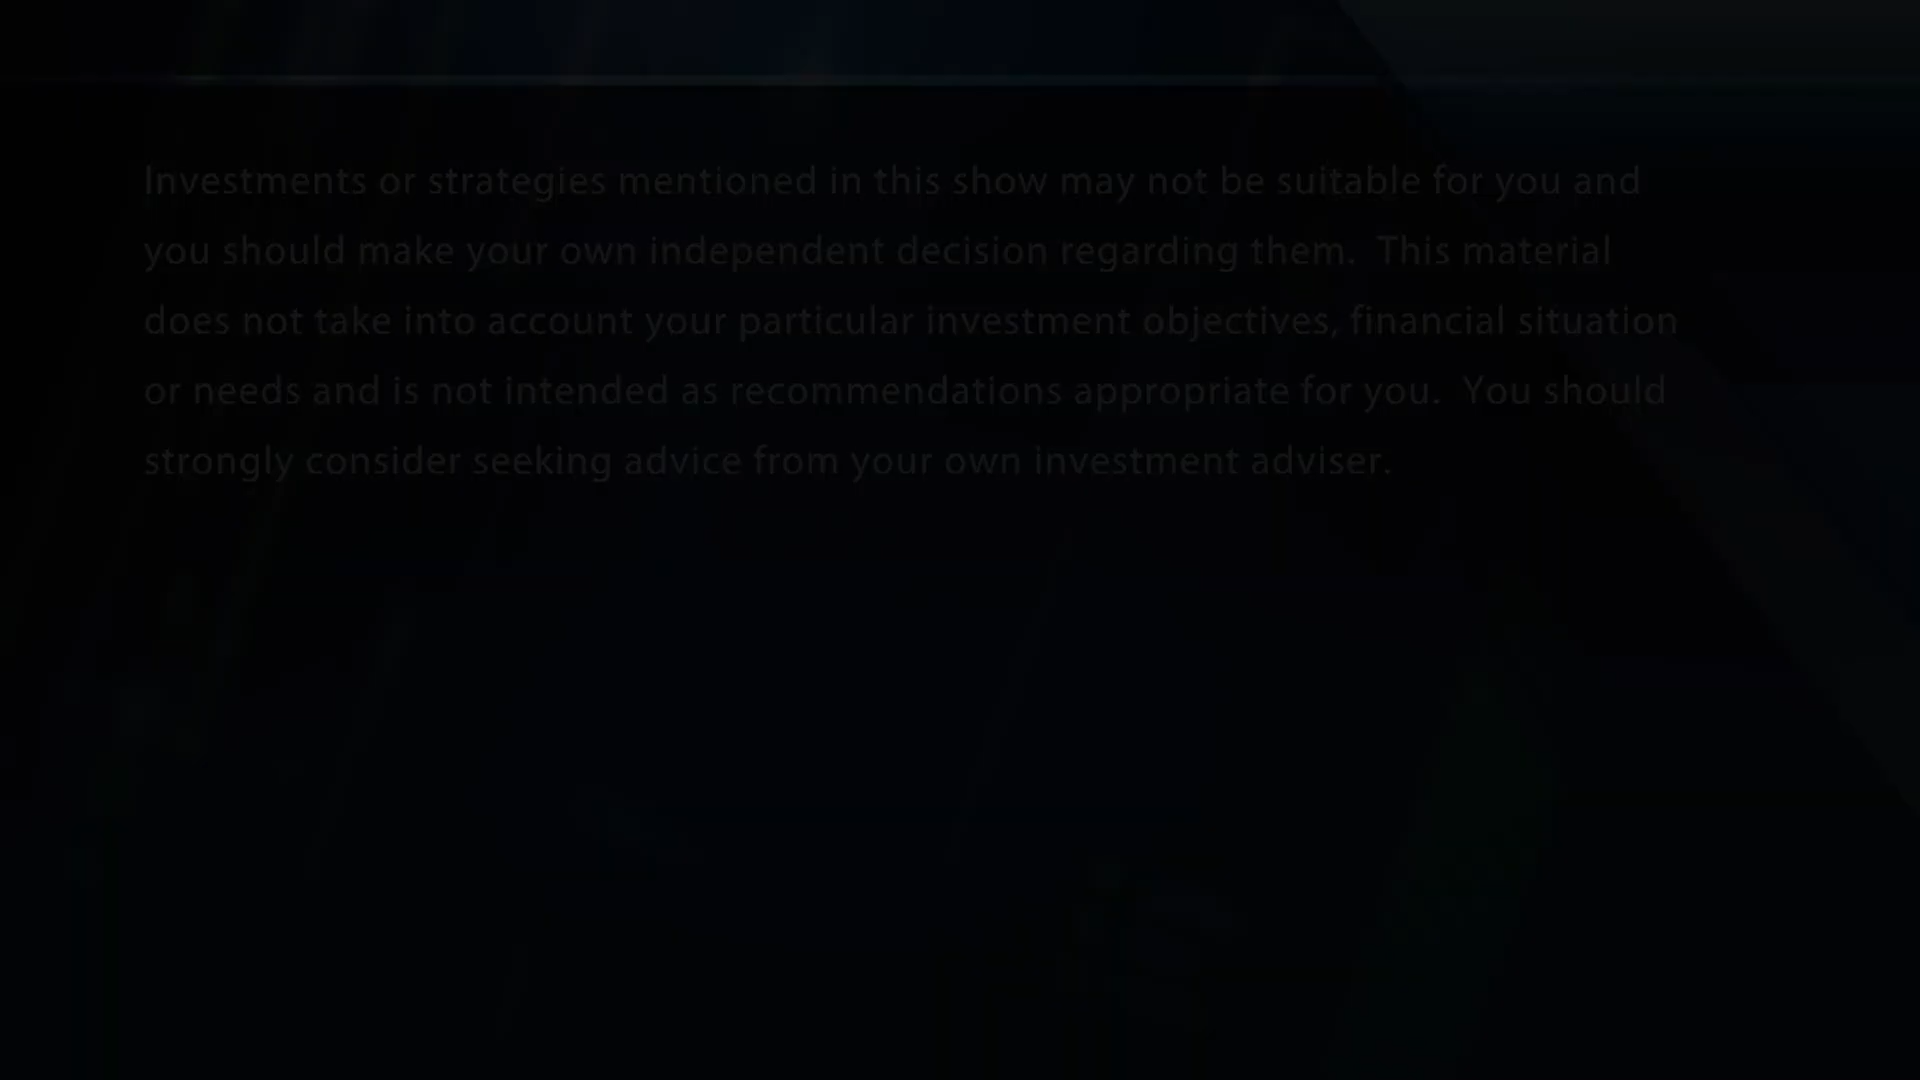 Investments or strategies mentioned in this show may not be suitable for you and
you should make your own independent decision regarding them.  This material
does not take into account your particular investment objectives, financial situation
or needs and is not intended as recommendations appropriate for you.  You should
strongly consider seeking advice from your own investment adviser.